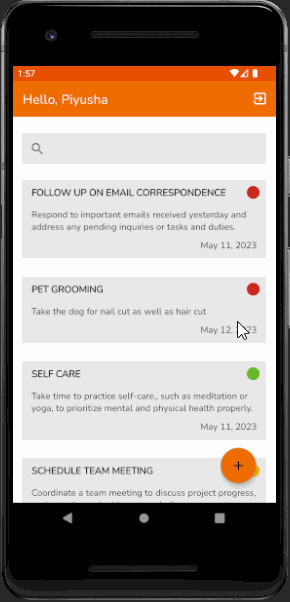 1:57
Hello, Piyusha
FOLLOW UP ON EMAIL CORRESPONDENCE
Respond to important emails received yesterday and
address any pending inquiries or tasks and duties.
May 11, 2023
PET GROOMING
Take the dog for nail cut as well as hair cut
May 12, 2023
SELF CARE
Take time to practice self-care., such as meditation or
yoga, to prioritize mental and physical health properly.
May 11, 2023
SCHEDULE TEAM MEETING
+
Coordinate a team meeting to discuss project progress,